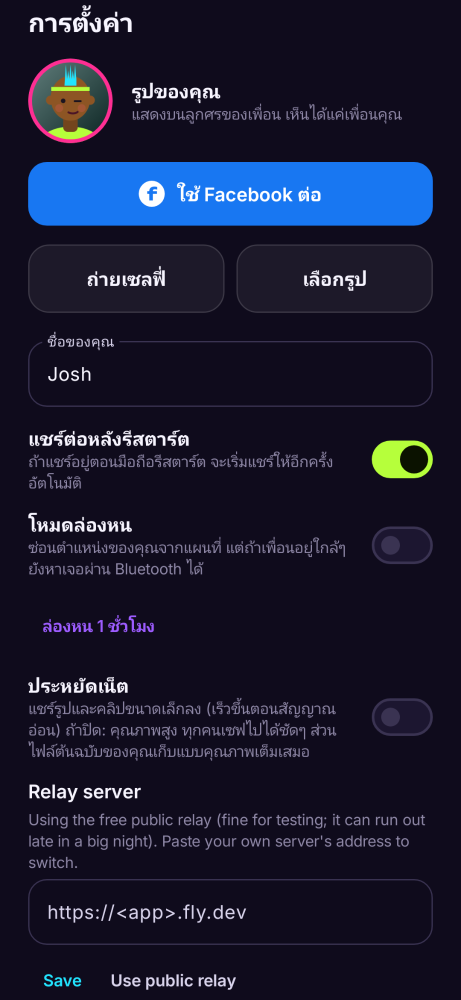 การตั้งค่า
รูปของคุณ
แสดงบนลูกศรของเพื่อน เห็นได้แค่เพื่อนคุณ
ใช้ Facebook ต่อ
ถ่ายเซลฟี่
เลือกรูป
ชื่อของคุณ
Josh
แชร์ต่อหลังรีสตาร์ต
ถ้าแชร์อยู่ตอนมือถือรีสตาร์ต จะเริ่มแชร์ให้อีกครั้ง
อัตโนมัติ
โหมดล่องหน
ซ่อนตำแหน่งของคุณจากแผนที่ แต่ถ้าเพื่อนอยู่ใกล้ๆ
ยังหาเจอผ่าน Bluetooth ได้
ล่องหน 1 ชั่วโมง
ประหยัดเน็ต
แชร์รูปและคลิปขนาดเล็กลง (เร็วขึ้นตอนสัญญาณ
อ่อน) ถ้าปิด: คุณภาพสูง ทุกคนเซฟไปได้ชัดๆ ส่วน
ไฟล์ต้นฉบับของคุณเก็บแบบคุณภาพเต็มเสมอ
Relay server
Using the free public relay (fine for testing; it can run out
late in a big night). Paste your own server's address to
switch.
https://<app>.fly.dev
Save
Use public relay